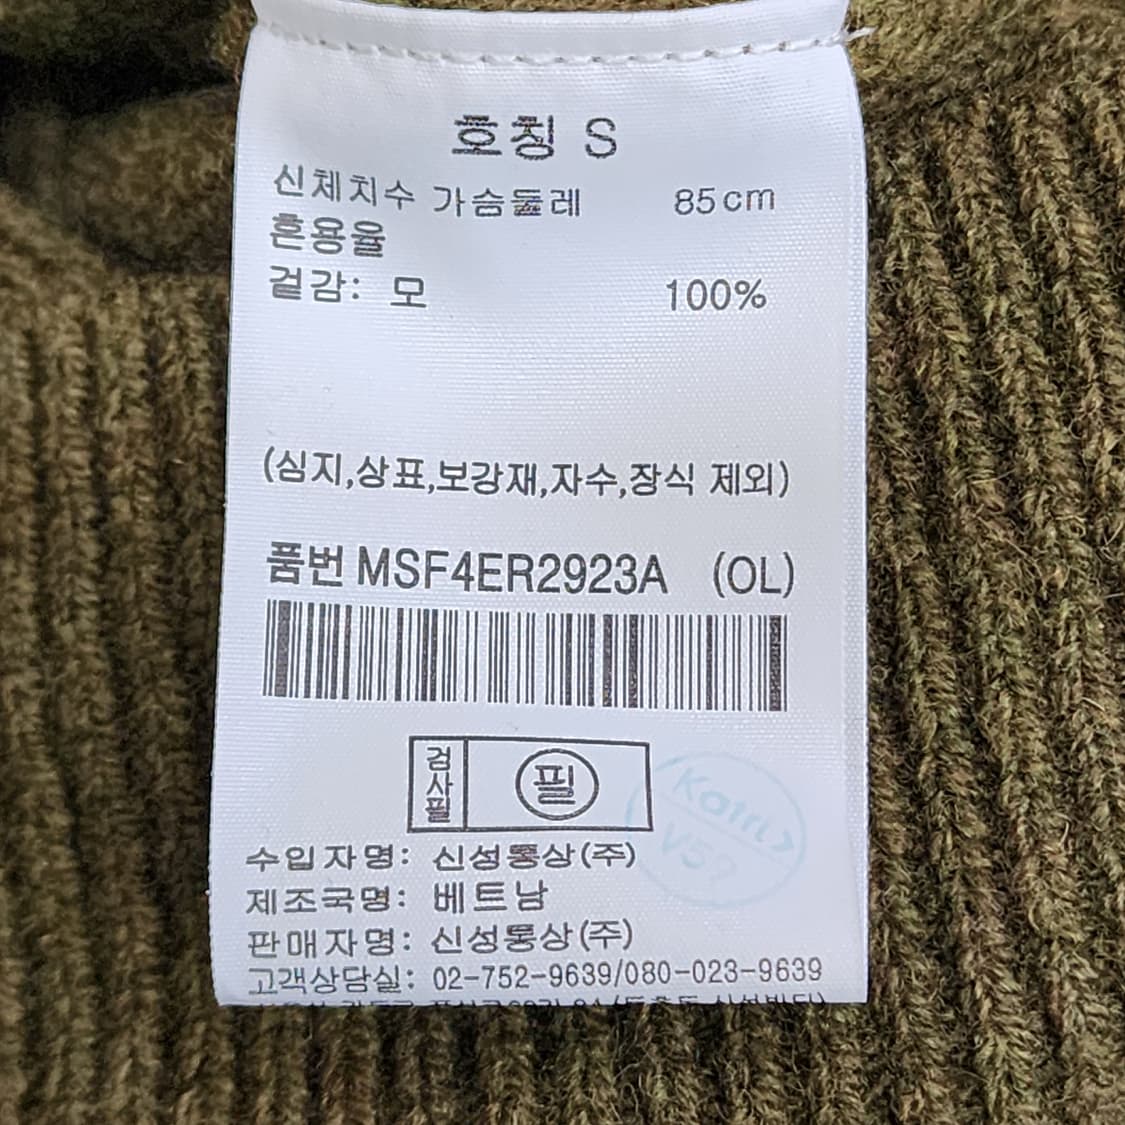 호칭 S
신체치수 가슴둘레 85cm
혼용율
겉감: 모 100%
(심지,상표,보강재,자수,장식 제외)
품번 MSF4ER2923A (OL)
검사필 필
Katri
수입자명: 신성통상(주)
제조국명: 베트남
판매자명: 신성통상(주)
고객상담실: 02-752-9639/080-023-9639